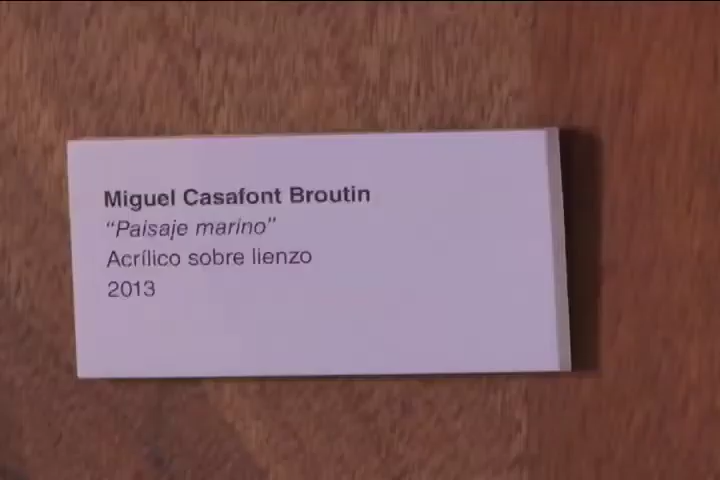 Miguel Casafont Broutin
“Paisaje marino”
Acrílico sobre lienzo
2013